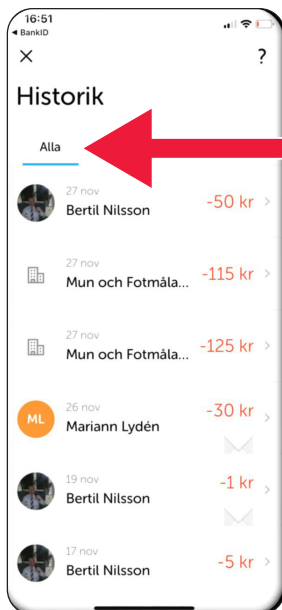 16:51
BankID
?
Historik
Alla
27 nov
Bertil Nilsson
-50 kr
27 nov
Mun och Fotmåla...
-115 kr
27 nov
Mun och Fotmåla...
-125 kr
ML
26 nov
Mariann Lydén
-30 kr
19 nov
Bertil Nilsson
-1 kr
17 nov
Bertil Nilsson
-5 kr